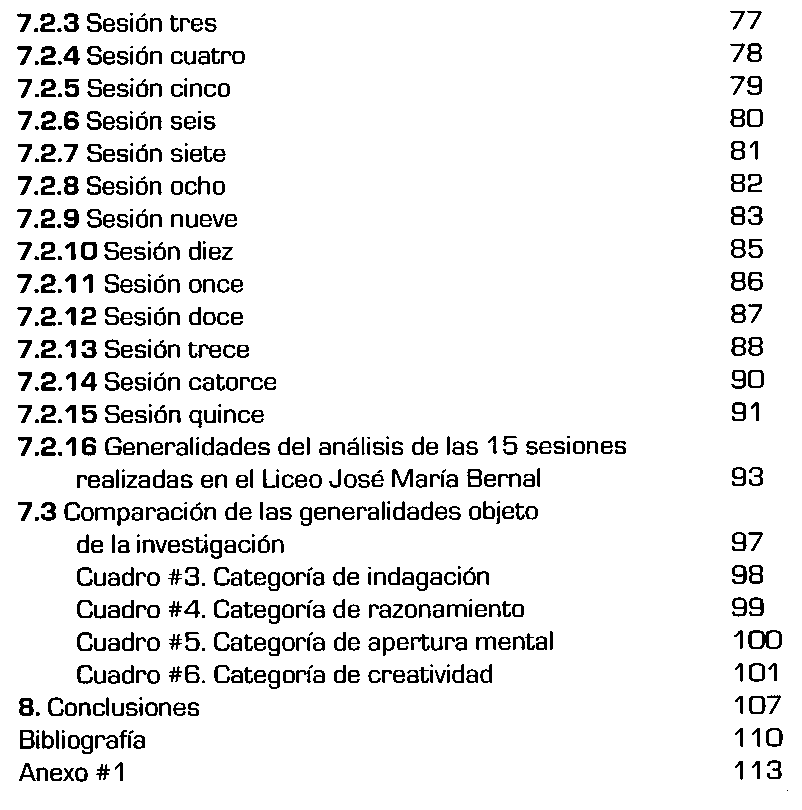 7.2.3 Sesión tres 77
7.2.4 Sesión cuatro 78
7.2.5 Sesión cinco 79
7.2.6 Sesión seis 80
7.2.7 Sesión siete 81
7.2.8 Sesión ocho 82
7.2.9 Sesión nueve 83
7.2.10 Sesión diez 85
7.2.11 Sesión once 86
7.2.12 Sesión doce 87
7.2.13 Sesión trece 88
7.2.14 Sesión catorce 90
7.2.15 Sesión quince 91
7.2.16 Generalidades del análisis de las 15 sesiones
realizadas en el Liceo José María Bernal 93
7.3 Comparación de las generalidades objeto
de la investigación 97
Cuadro #3. Categoría de indagación 98
Cuadro #4. Categoría de razonamiento 99
Cuadro #5. Categoría de apertura mental 100
Cuadro #6. Categoría de creatividad 101
8. Conclusiones 107
Bibliografía 110
Anexo #1 113